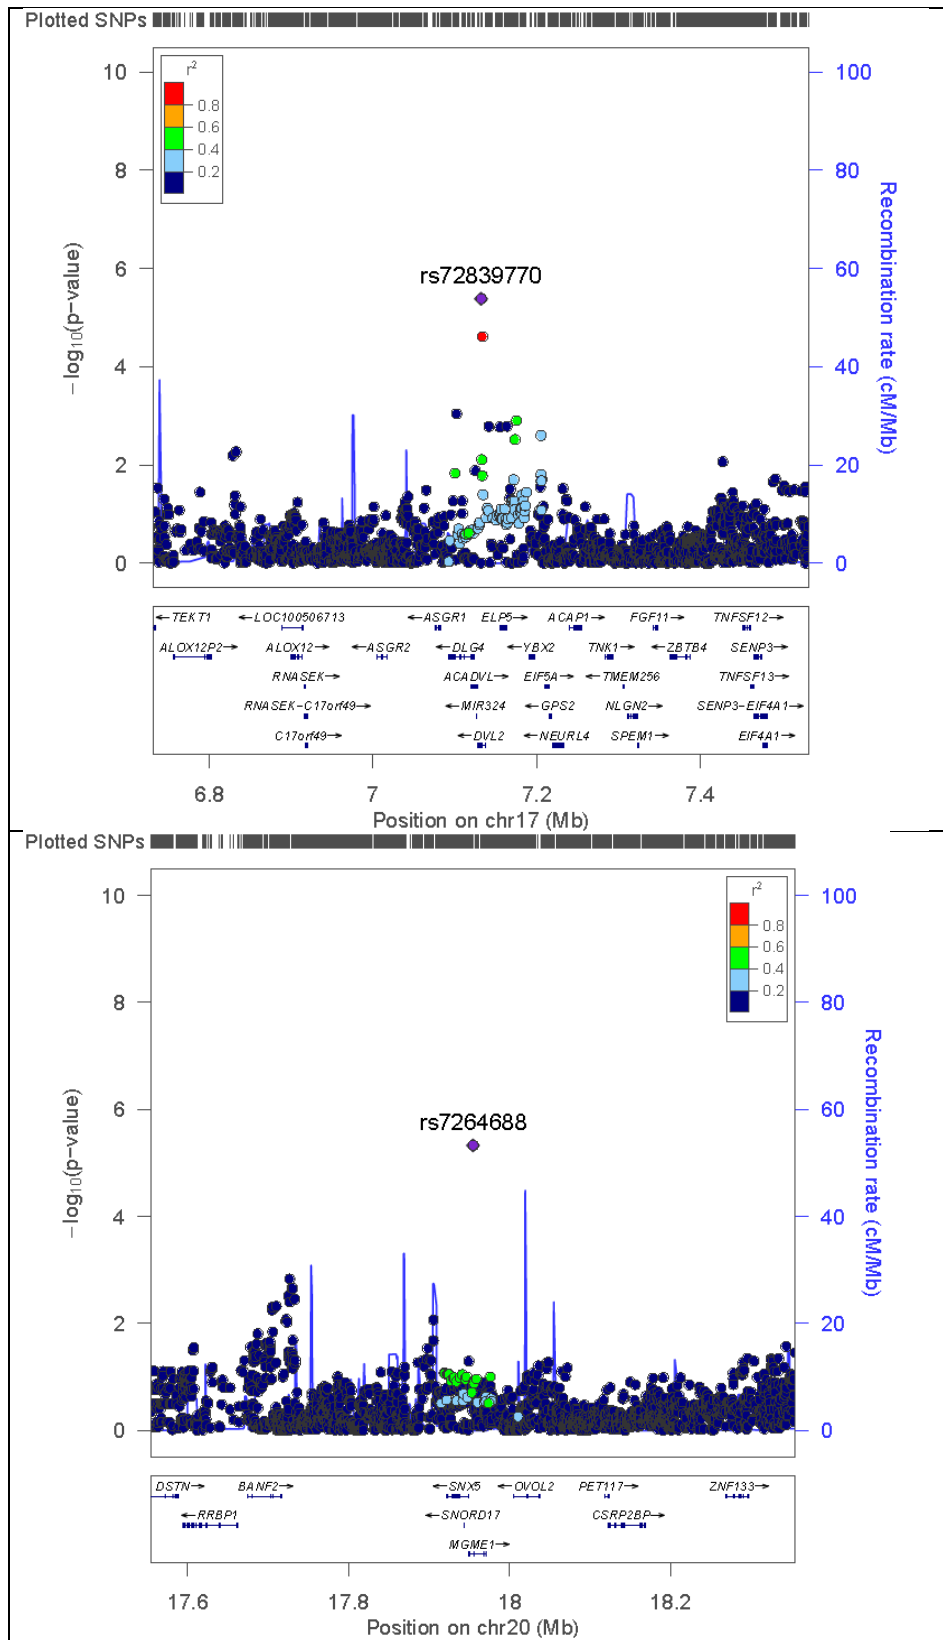 Plotted SNPs
10
8
6
4
2
0
−log10(p−value)
100
80
60
40
20
0
Recombination rate (cM/Mb)
r2
0.8
0.6
0.4
0.2
rs72839770
←TEKT1 ←LOC100506713 ←ASGR1 ELP5→ ACAP1→ FGF11→ TNFSF12→
ALOX12P2→ ALOX12→ ←ASGR2 ←DLG4 ←YBX2 TNK1→ ←ZBTB4 SENP3→
RNASEK→ ACADVL→ EIF5A→ ←TMEM256 TNFSF13→
RNASEK−C17orf49→ ←MIR324 ←GPS2 NLGN2→ SENP3−EIF4A1→
C17orf49→ ←DVL2 ←NEURL4 SPEM1→ EIF4A1→
6.8 7 7.2 7.4
Position on chr17 (Mb)
Plotted SNPs
10
8
6
4
2
0
−log10(p−value)
100
80
60
40
20
0
Recombination rate (cM/Mb)
r2
0.8
0.6
0.4
0.2
rs7264688
DSTN→ BANF2→ ←SNX5 ←OVOL2 PET117→ ZNF133→
←RRBP1 ←SNORD17 CSRP2BP→
MGME1→
17.6 17.8 18 18.2
Position on chr20 (Mb)